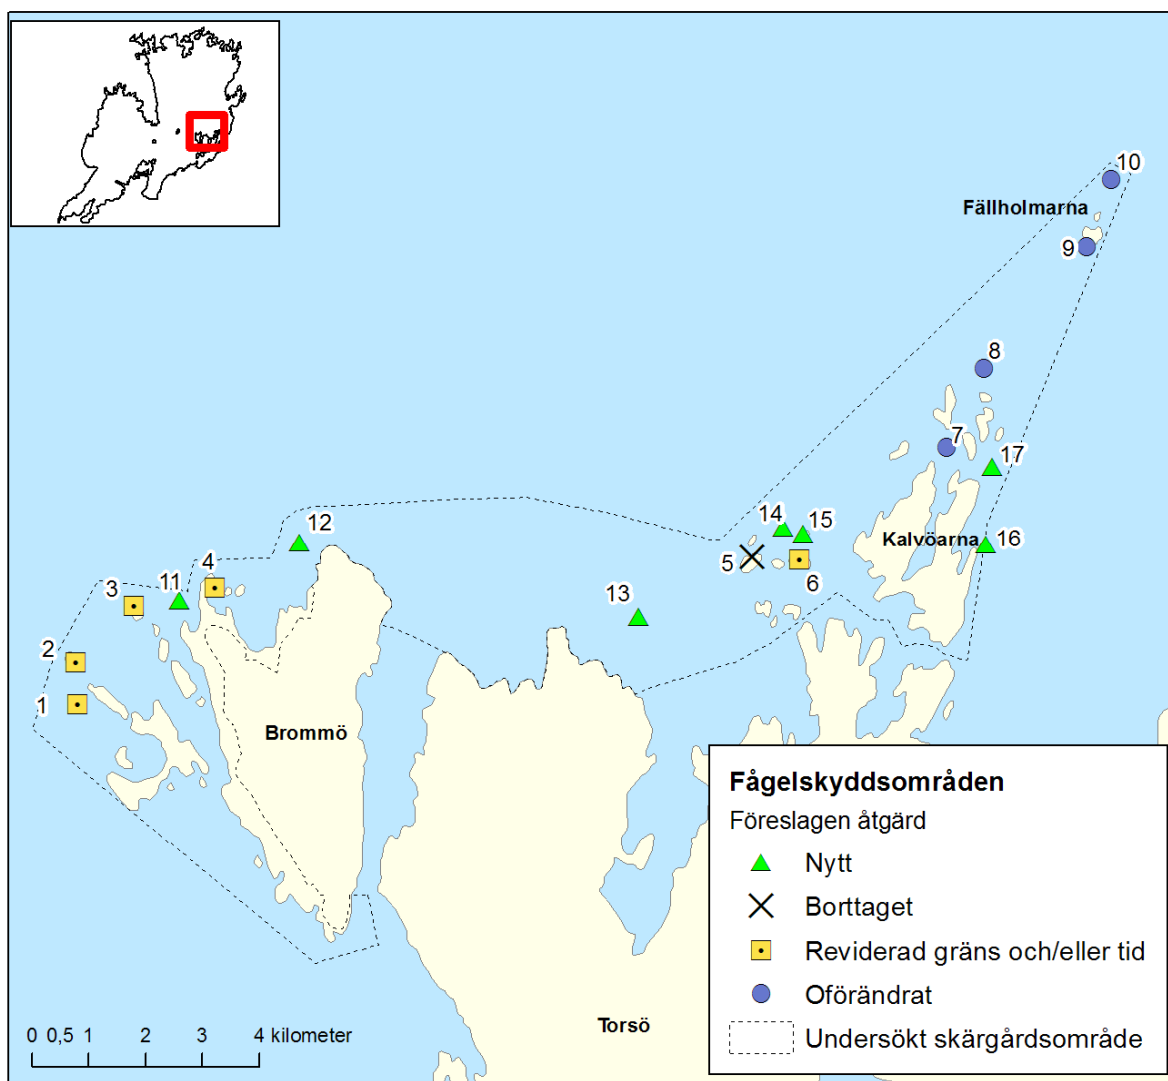 10
Fällholmarna
9
8
7
17
12
14
15
Kalvöarna
16
5
6
4
11
3
13
2
1
Brommö
Torsö
Fågelskyddsområden
Föreslagen åtgärd
Nytt
Borttaget
Reviderad gräns och/eller tid
Oförändrat
Undersökt skärgårdsområde
0 0,5 1 2 3 4 kilometer